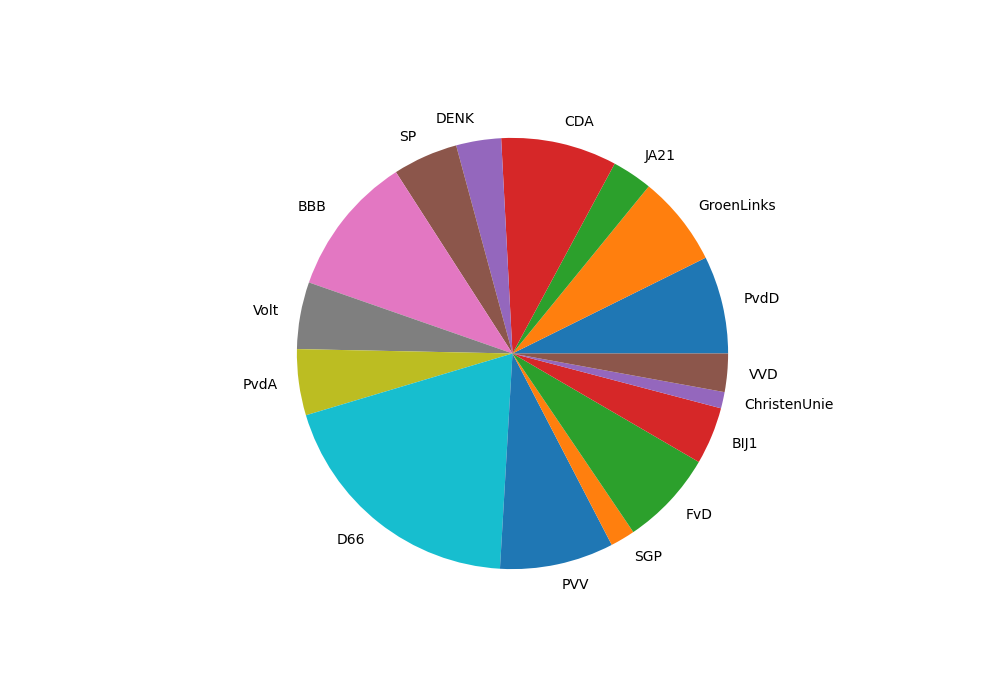 DENK
CDA
SP
JA21
GroenLinks
BBB
PvdD
Volt
VVD
PvdA
ChristenUnie
BIJ1
FvD
D66
SGP
PVV